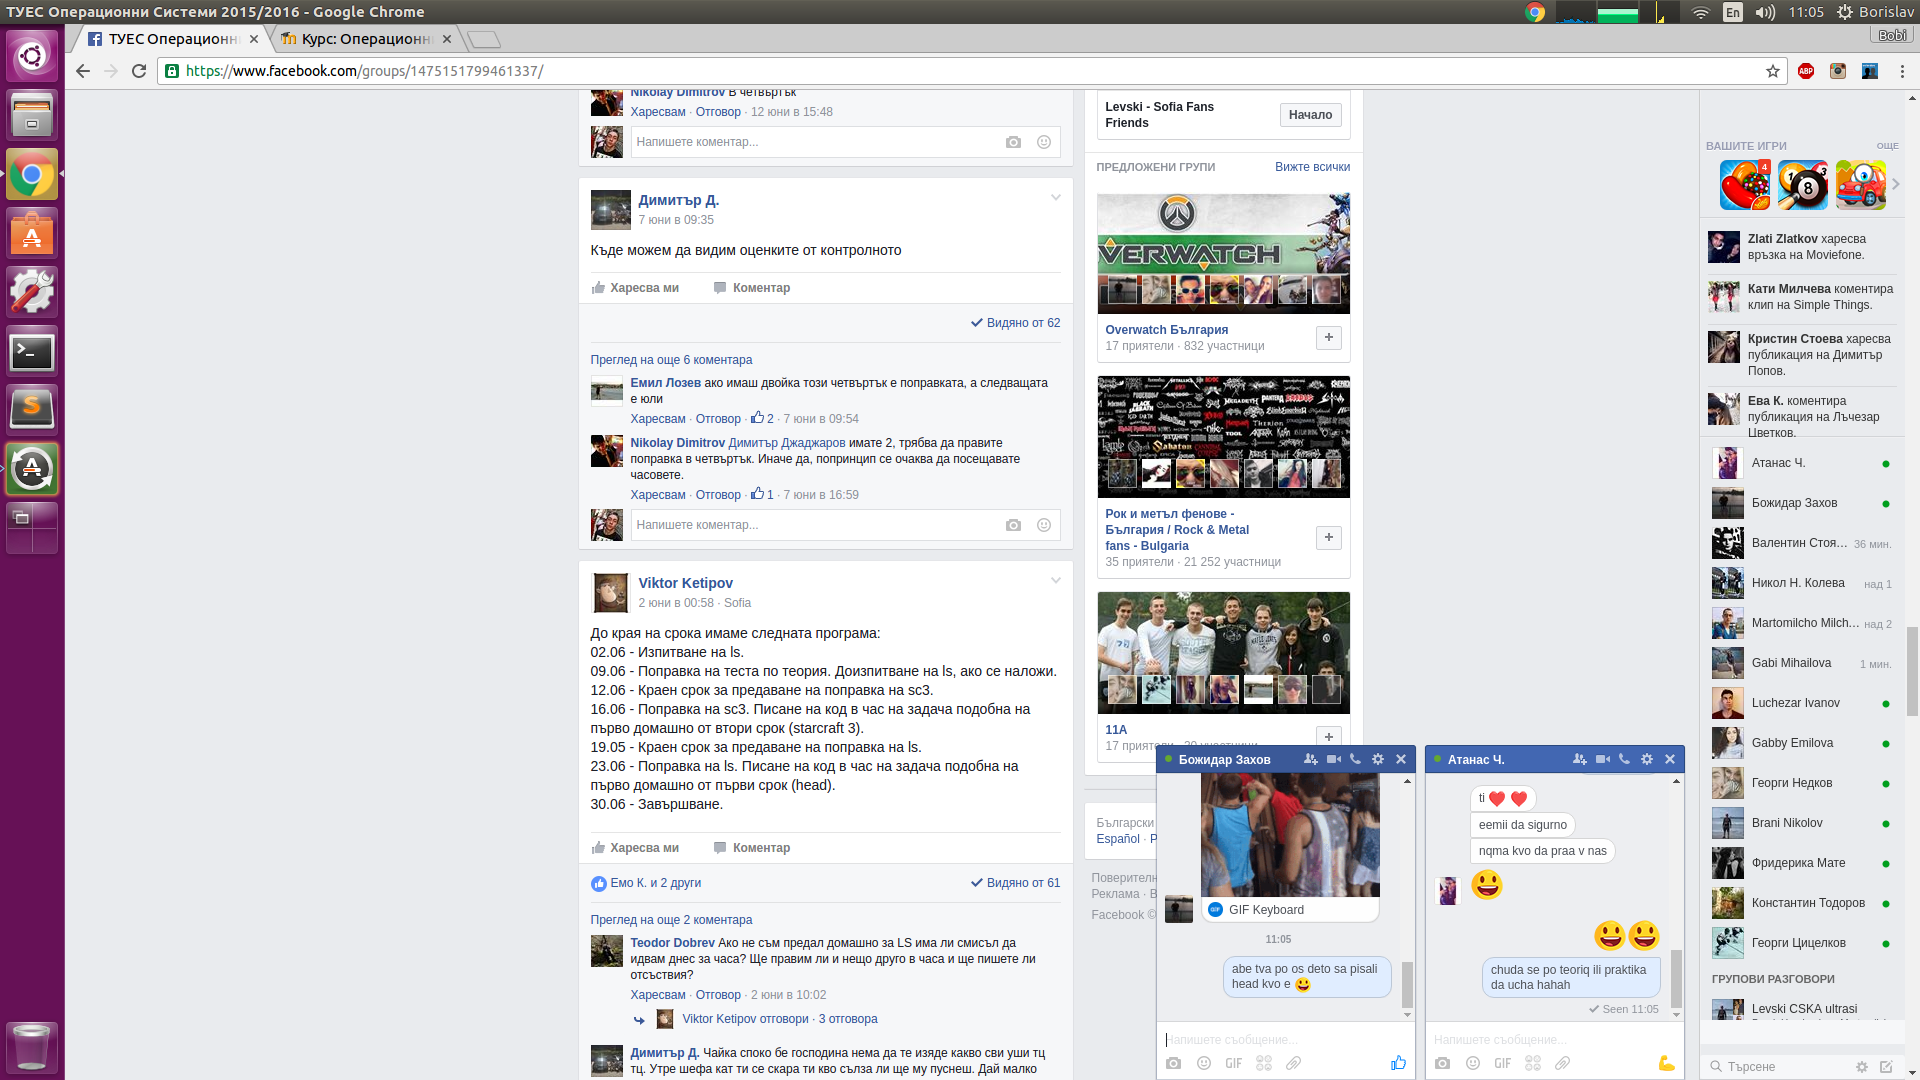 ТУЕС Операционни Системи 2015/2016 - Google Chrome
En
11:05
Borislav
ТУЕС Операционн
Курс: Операционн
Bobi
https://www.facebook.com/groups/1475151799461337/
ABP
Nikolay Dimitrov В четвъртък
Харесвам · Отговор · 12 юни в 15:48
Напишете коментар...
Димитър Д.
7 юни в 09:35
Къде можем да видим оценките от контролното
Харесва ми
Коментар
Видяно от 62
Преглед на още 6 коментара
Емил Лозев ако имаш двойка този четвъртък е поправката, а следващата
е юли
Харесвам · Отговор · 2 · 7 юни в 09:54
Nikolay Dimitrov Димитър Джаджаров имате 2, трябва да правите
поправка в четвъртък. Иначе да, попринцип се очаква да посещавате
часовете.
Харесвам · Отговор · 1 · 7 юни в 16:59
Напишете коментар...
Viktor Ketipov
2 юни в 00:58 · Sofia
До края на срока имаме следната програма:
02.06 - Изпитване на ls.
09.06 - Поправка на теста по теория. Доизпитване на ls, ако се наложи.
12.06 - Краен срок за предаване на поправка на sc3.
16.06 - Поправка на sc3. Писане на код в час на задача подобна на
първо домашно от втори срок (starcraft 3).
19.05 - Краен срок за предаване на поправка на ls.
23.06 - Поправка на ls. Писане на код в час на задача подобна на
първо домашно от първи срок (head).
30.06 - Завършване.
Харесва ми
Коментар
Емо К. и 2 други
Видяно от 61
Преглед на още 2 коментара
Teodor Dobrev Ако не съм предал домашно за LS има ли смисъл да
идвам днес за часа? Ще правим ли и нещо друго в часа и ще пишете ли
отсъствия?
Харесвам · Отговор · 2 юни в 10:02
Viktor Ketipov отговори · 3 отговора
Димитър Д. Чайка споко бе господина нема да те изяде какво сви уши тц
тц. Утре шефа кат ти се скара ти кво сълза ли ще му пуснеш. Дай малко
Levski - Sofia Fans
Friends
Начало
ПРЕДЛОЖЕНИ ГРУПИ
Вижте всички
VERWATCH
Overwatch България
17 приятели · 832 участници
Рок и метъл фенове -
България / Rock & Metal
fans - Bulgaria
35 приятели · 21 252 участници
11А
17 приятели · 30 участници
Български
Español · P
Поверителн
Реклама · В
Facebook ©
Божидар Захов
GIF Keyboard
11:05
abe tva po os deto sa pisali
head kvo e
Напишете съобщение...
GIF
Атанас Ч.
ti
eemii da sigurno
nqma kvo da praa v nas
chuda se po teoriq ili praktika
da ucha hahah
Seen 11:05
Напишете съобщение...
GIF
ВАШИТЕ ИГРИ
ОЩЕ
4
8
Zlati Zlatkov харесва
връзка на Moviefone.
Кати Милчева коментира
клип на Simple Things.
Кристин Стоева харесва
публикация на Димитър
Попов.
Ева К. коментира
публикация на Лъчезар
Цветков.
Атанас Ч.
Божидар Захов
Валентин Стоя... 36 мин.
Никол Н. Колева над 1
Martomilcho Milch... над 2
Gabi Mihailova 1 мин.
Luchezar Ivanov
Gabby Emilova
Георги Недков
Brani Nikolov
Фридерика Мате
Константин Тодоров
Георги Цицелков
ГРУПОВИ РАЗГОВОРИ
Levski CSKA ultrasi
Търсене